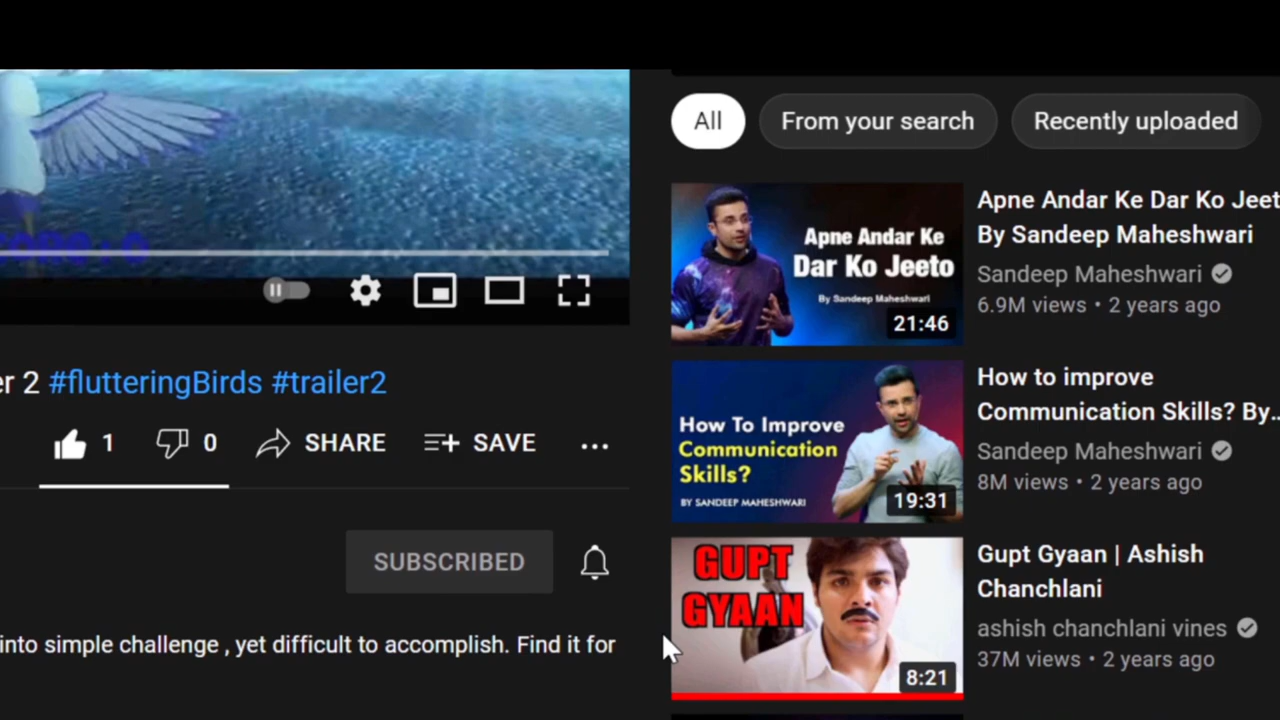 All
From your search
Recently uploaded
Apne Andar Ke
Dar Ko Jeeto
By Sandeep Maheshwari
21:46
Apne Andar Ke Dar Ko Jeet
By Sandeep Maheshwari
Sandeep Maheshwari
6.9M views • 2 years ago
core : 0
er 2 #flutteringBirds #trailer2
1
0
SHARE
SAVE
How To Improve
Communication
Skills?
BY SANDEEP MAHESHWARI
19:31
How to improve
Communication Skills? By...
Sandeep Maheshwari
8M views • 2 years ago
SUBSCRIBED
into simple challenge , yet difficult to accomplish. Find it for
GUPT
GYAAN
8:21
Gupt Gyaan | Ashish
Chanchlani
ashish chanchlani vines
37M views • 2 years ago